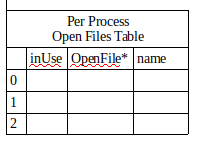 Per Process
Open Files Table
inUse OpenFile* name
0
1
2